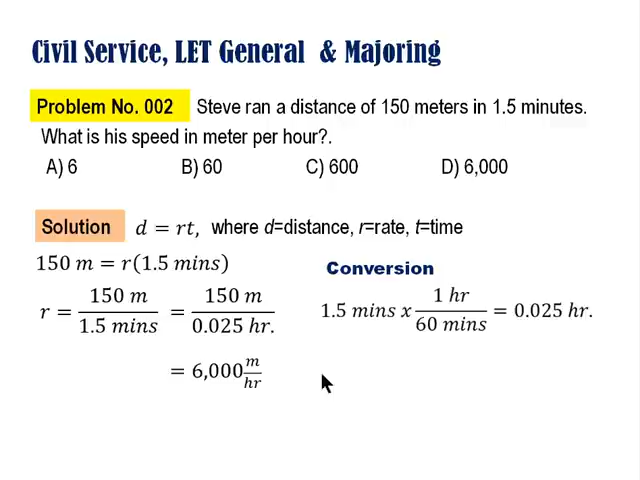 Civil Service, LET General & Majoring
Problem No. 002 Steve ran a distance of 150 meters in 1.5 minutes.
What is his speed in meter per hour?.
A) 6 B) 60 C) 600 D) 6,000
Solution d = rt, where d=distance, r=rate, t=time
150 m = r(1.5 mins)
Conversion
r = 150 m / 1.5 mins = 150 m / 0.025 hr.
1.5 mins x 1 hr / 60 mins = 0.025 hr.
= 6,000 m/hr